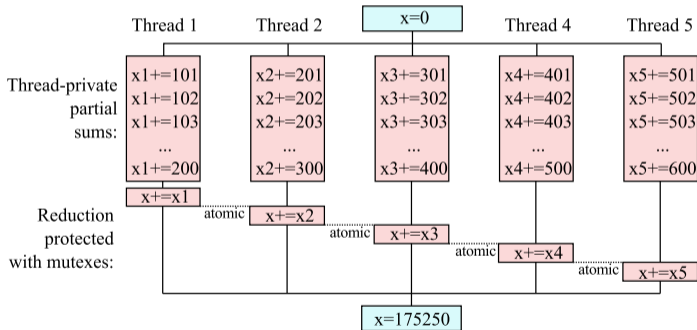 Thread 1
Thread 2
x=0
Thread 4
Thread 5
Thread-private
partial
sums:
x1+=101
x1+=102
x1+=103
...
x1+=200
x2+=201
x2+=202
x2+=203
...
x2+=300
x3+=301
x3+=302
x3+=303
...
x3+=400
x4+=401
x4+=402
x4+=403
...
x4+=500
x5+=501
x5+=502
x5+=503
...
x5+=600
Reduction
protected
with mutexes:
x+=x1
atomic
x+=x2
atomic
x+=x3
atomic
x+=x4
atomic
x+=x5
x=175250